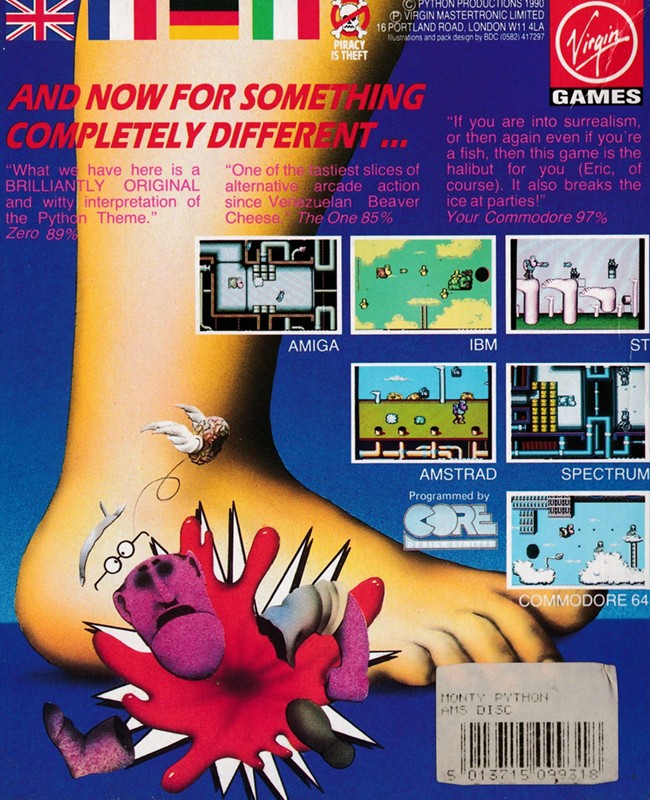 © PYTHON PRODUCTIONS 1990
Ⓟ VIRGIN MASTERTRONIC LIMITED
16 PORTLAND ROAD, LONDON W11 4LA
Illustrations and pack design by BDC (0582) 417297
PIRACY
IS THEFT
Virgin
GAMES
AND NOW FOR SOMETHING
COMPLETELY DIFFERENT ...
"What we have here is a
BRILLIANTLY ORIGINAL
and witty interpretation of
the Python Theme."
Zero 89%
"One of the tastiest slices of
alternative arcade action
since Venezuelan Beaver
Cheese." The One 85%
"If you are into surrealism,
or then again even if you're
a fish, then this game is the
halibut for you (Eric, of
course). It also breaks the
ice at parties!"
Your Commodore 97%
AMIGA
IBM
ST
AMSTRAD
SPECTRUM
Programmed by
CORE
COMMODORE 64
MONTY PYTHON
AMS DISC
5 013715 099318